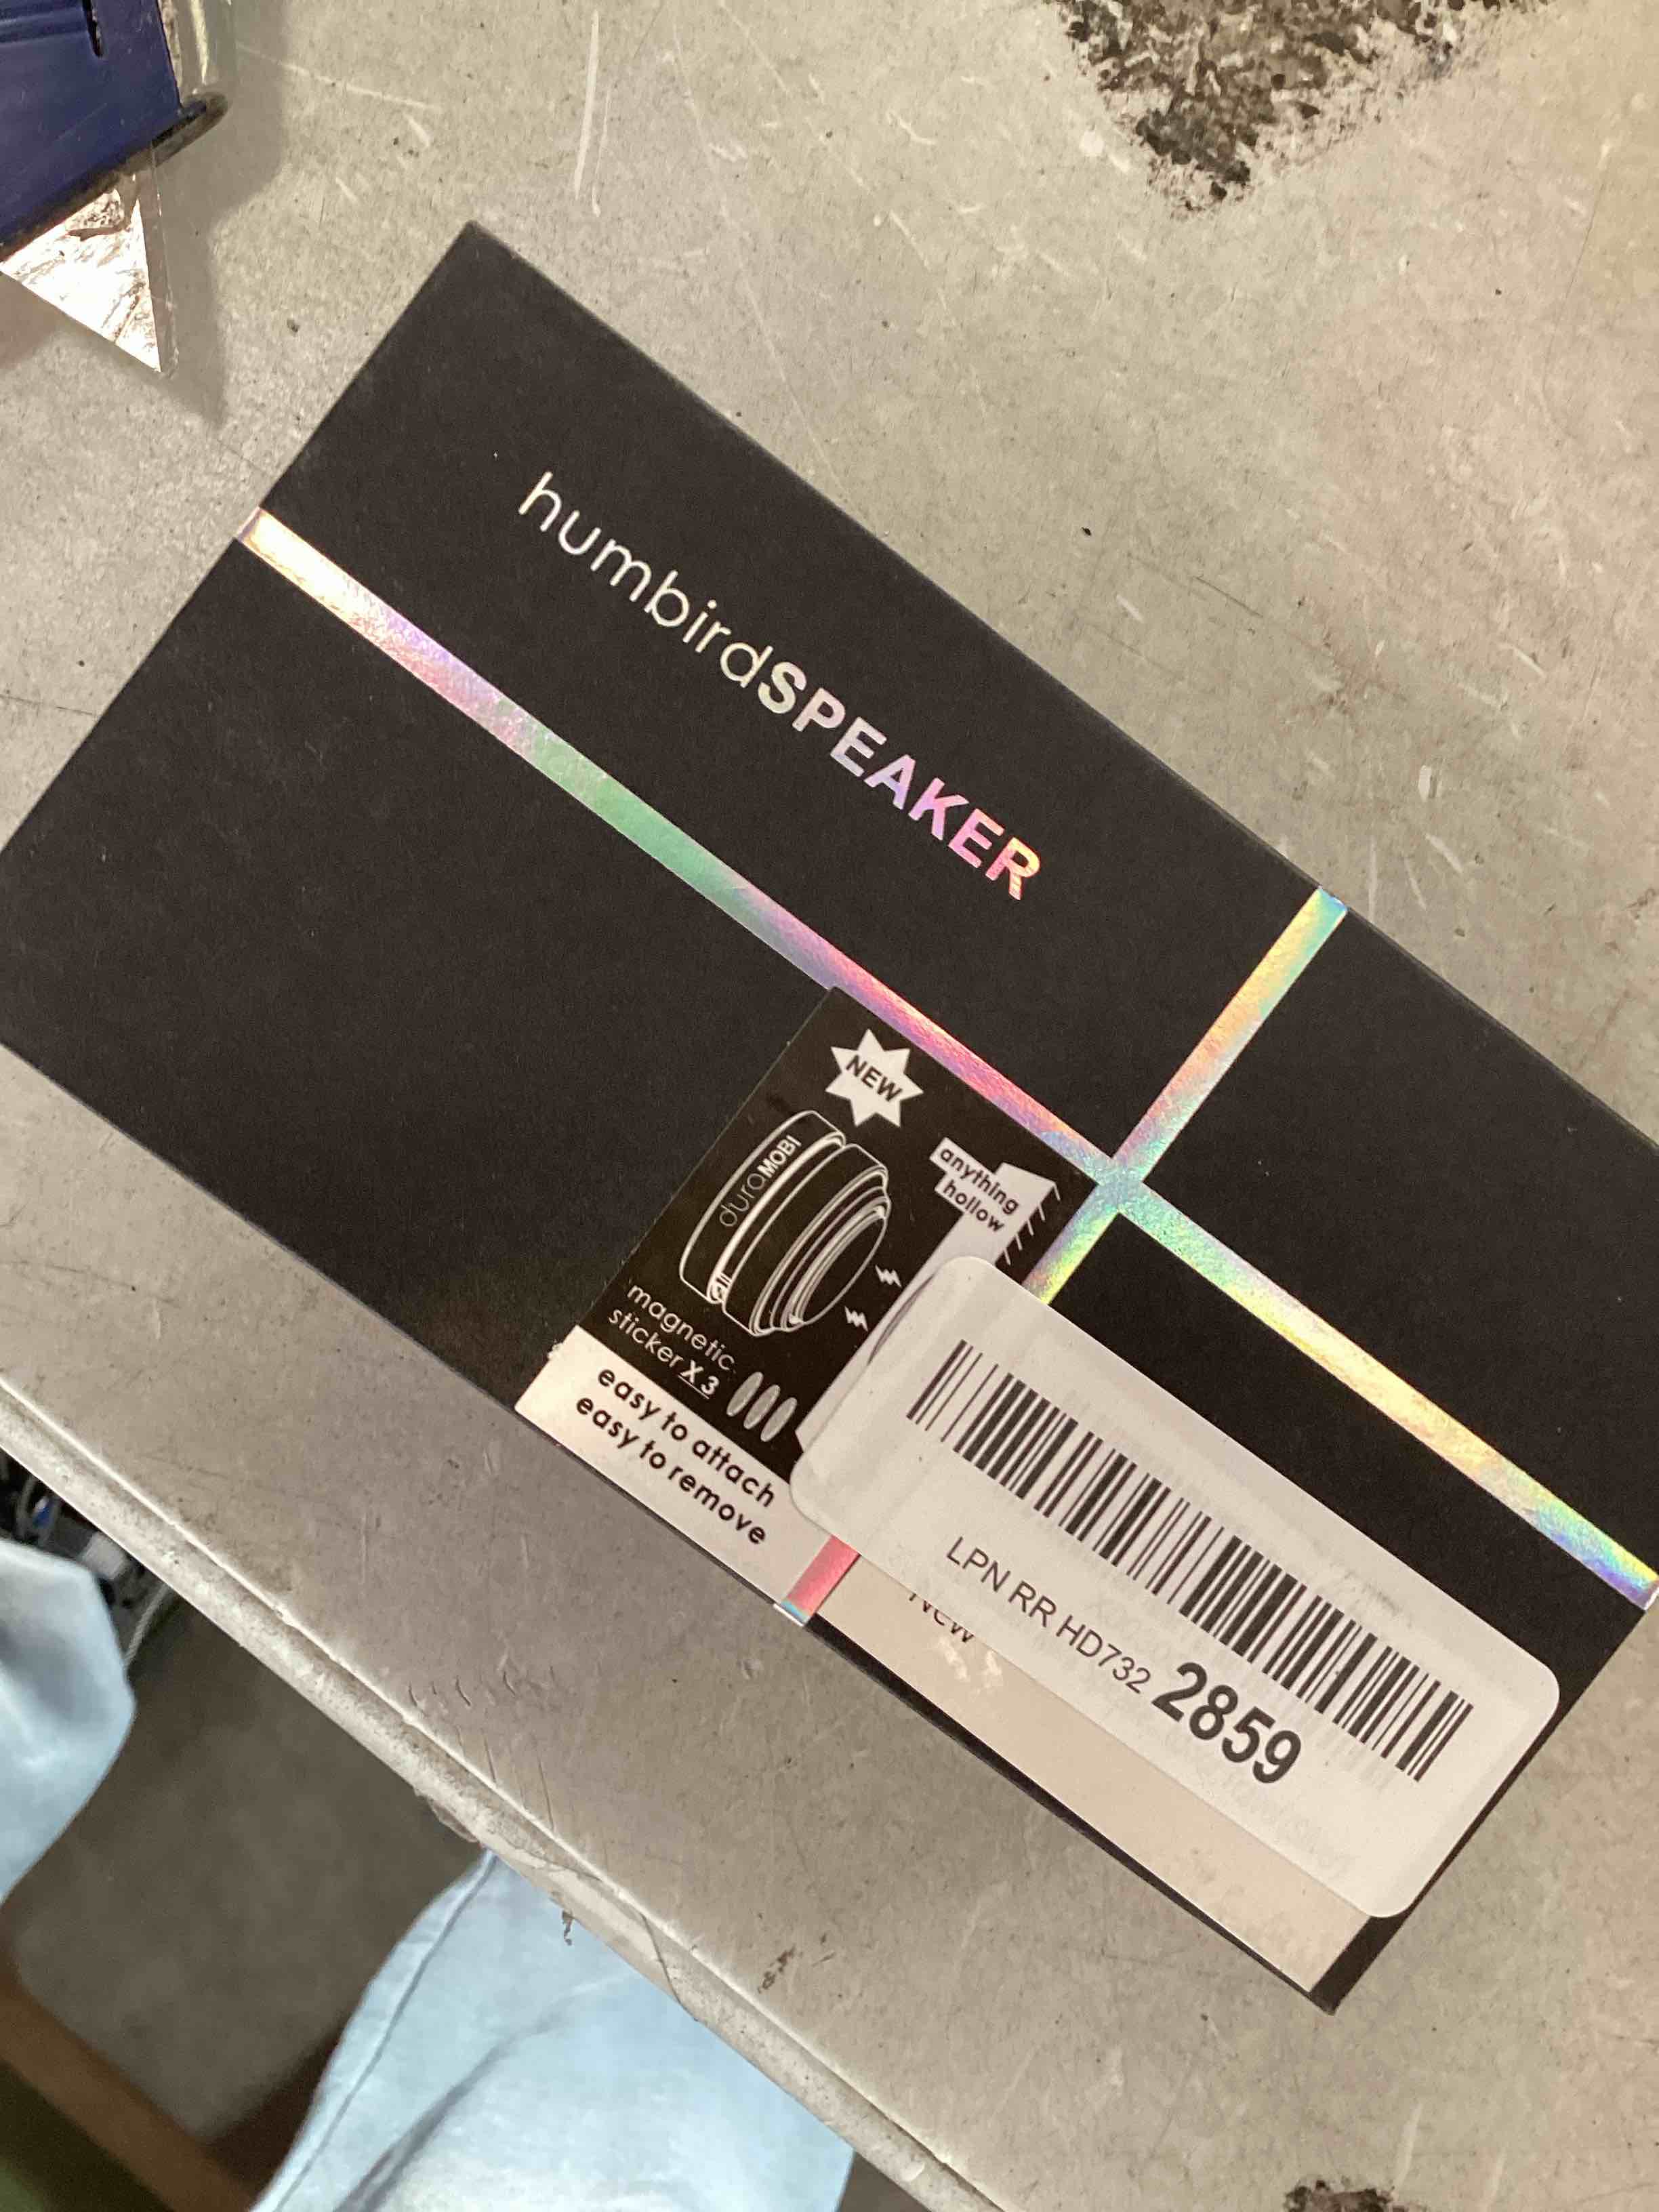 humbirdSPEAKER
NEW
duraMOBI
anything
hollow
magnetic
sticker X 3
easy to attach
easy to remove
New
LPN RR HD732 2859